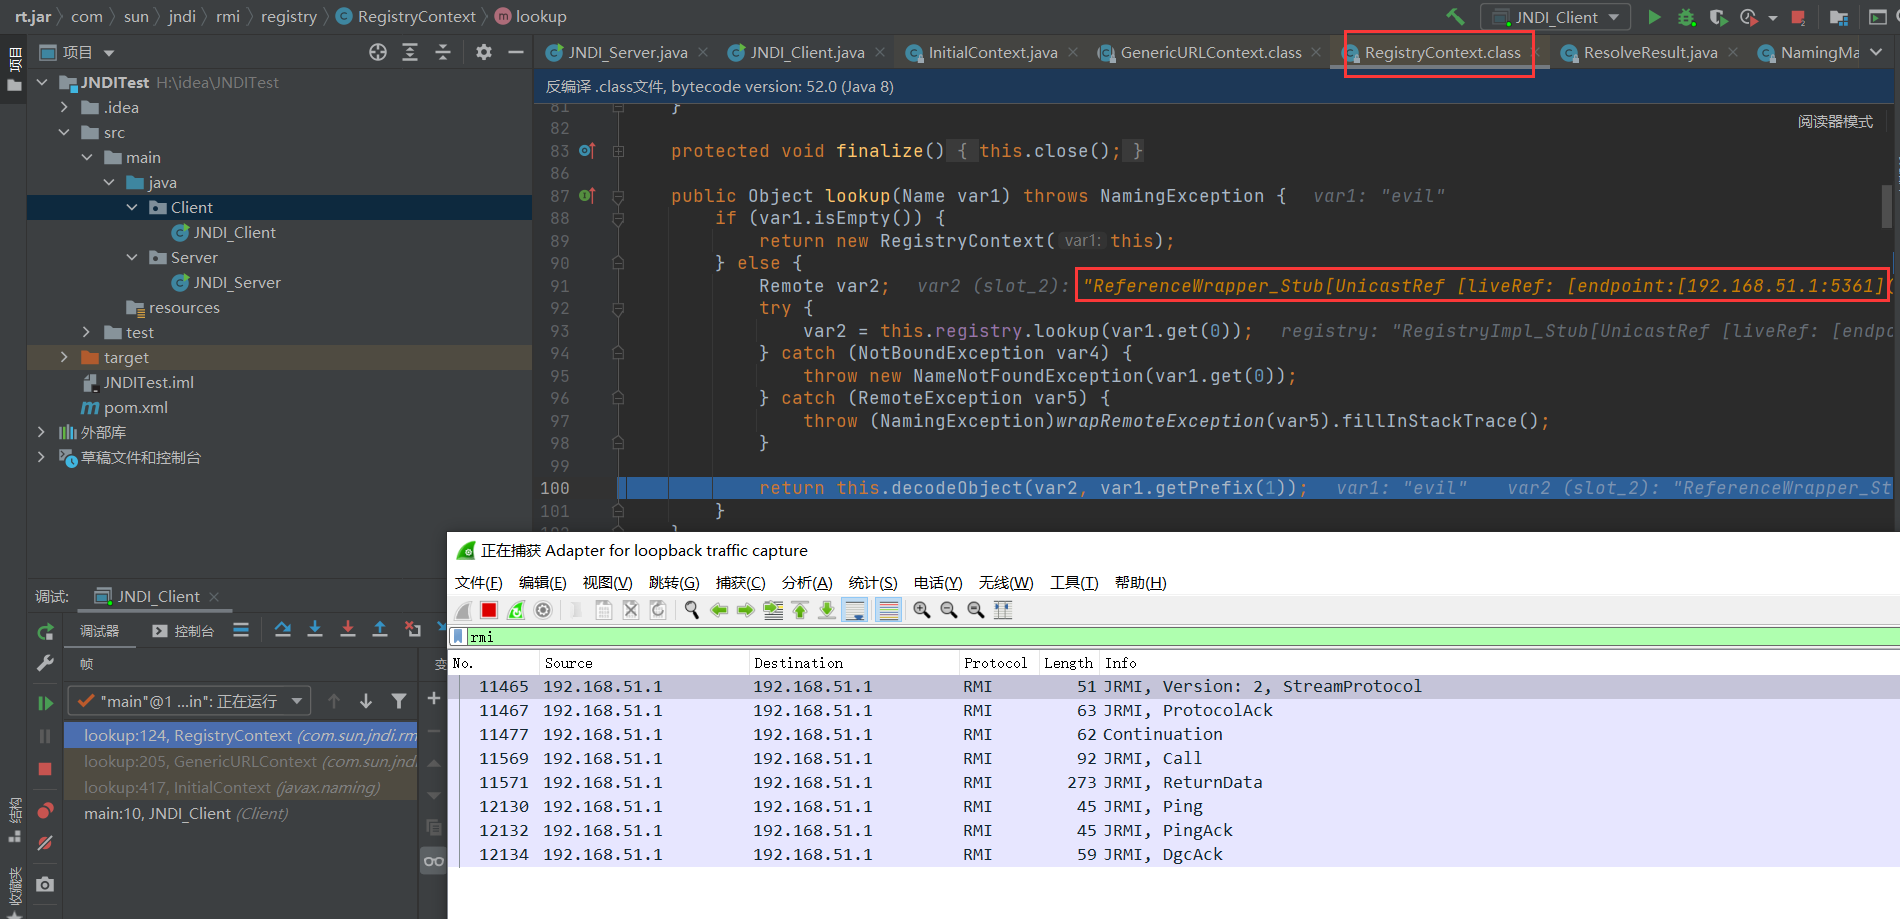 rt.jar com sun jndi rmi registry RegistryContext lookup
JNDI_Client
项目
项目
JNDI_Server.java JNDI_Client.java InitialContext.java GenericURLContext.class RegistryContext.class ResolveResult.java NamingMa
反编译 .class文件, bytecode version: 52.0 (Java 8)
阅读器模式
JNDITest H:\idea\JNDITest
.idea
src
main
java
Client
JNDI_Client
Server
JNDI_Server
resources
test
target
JNDITest.iml
pom.xml
外部库
草稿文件和控制台
81 }
82
83 protected void finalize() { this.close(); }
86
87 public Object lookup(Name var1) throws NamingException { var1: "evil"
88 if (var1.isEmpty()) {
89 return new RegistryContext( var1: this);
90 } else {
91 Remote var2; var2 (slot_2): "ReferenceWrapper_Stub[UnicastRef [liveRef: [endpoint:[192.168.51.1:5361](
92 try {
93 var2 = this.registry.lookup(var1.get(0)); registry: "RegistryImpl_Stub[UnicastRef [liveRef: [endpo
94 } catch (NotBoundException var4) {
95 throw new NameNotFoundException(var1.get(0));
96 } catch (RemoteException var5) {
97 throw (NamingException)wrapRemoteException(var5).fillInStackTrace();
98 }
99
100 return this.decodeObject(var2, var1.getPrefix(1)); var1: "evil" var2 (slot_2): "ReferenceWrapper_St
101 }
调试: JNDI_Client
调试器 控制台
帧
变
"main"@1 ...in": 正在运行
lookup:124, RegistryContext (com.sun.jndi.rm
lookup:205, GenericURLContext (com.sun.jndi.
lookup:417, InitialContext (javax.naming)
main:10, JNDI_Client (Client)
结构
收藏夹
正在捕获 Adapter for loopback traffic capture
文件(F) 编辑(E) 视图(V) 跳转(G) 捕获(C) 分析(A) 统计(S) 电话(Y) 无线(W) 工具(T) 帮助(H)
rmi
No. Source Destination Protocol Length Info
11465 192.168.51.1 192.168.51.1 RMI 51 JRMI, Version: 2, StreamProtocol
11467 192.168.51.1 192.168.51.1 RMI 63 JRMI, ProtocolAck
11477 192.168.51.1 192.168.51.1 RMI 62 Continuation
11569 192.168.51.1 192.168.51.1 RMI 92 JRMI, Call
11571 192.168.51.1 192.168.51.1 RMI 273 JRMI, ReturnData
12130 192.168.51.1 192.168.51.1 RMI 45 JRMI, Ping
12132 192.168.51.1 192.168.51.1 RMI 45 JRMI, PingAck
12134 192.168.51.1 192.168.51.1 RMI 59 JRMI, DgcAck